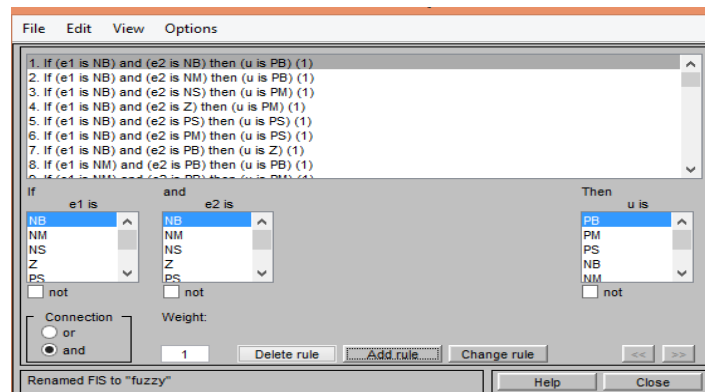 File Edit View Options
1. If (e1 is NB) and (e2 is NB) then (u is PB) (1)
2. If (e1 is NB) and (e2 is NM) then (u is PB) (1)
3. If (e1 is NB) and (e2 is NS) then (u is PM) (1)
4. If (e1 is NB) and (e2 is Z) then (u is PM) (1)
5. If (e1 is NB) and (e2 is PS) then (u is PS) (1)
6. If (e1 is NB) and (e2 is PM) then (u is PS) (1)
7. If (e1 is NB) and (e2 is PB) then (u is Z) (1)
8. If (e1 is NM) and (e2 is PB) then (u is PB) (1)
If and Then
e1 is e2 is u is
NB NB PB
NM NM PM
NS NS PS
Z Z NB
PS PS NM
not not not
Connection Weight:
or
and 1 Delete rule Add rule Change rule << >>
Renamed FIS to "fuzzy" Help Close